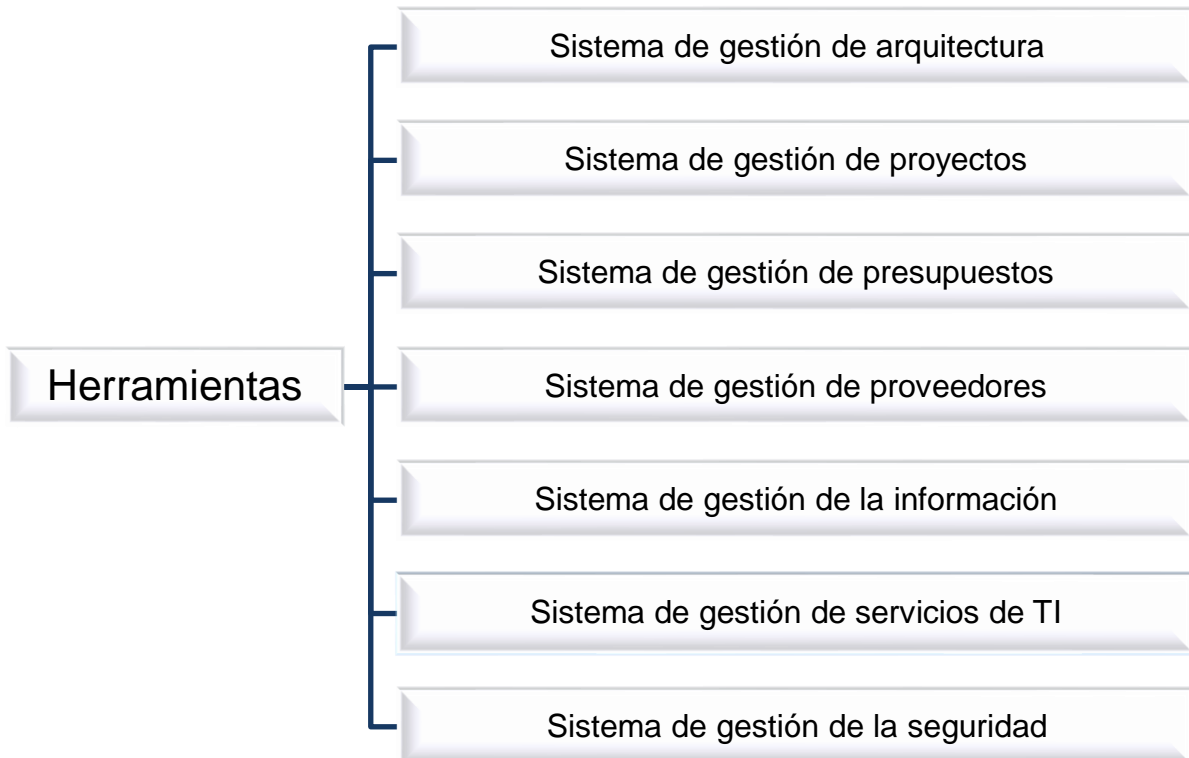 Herramientas
Sistema de gestión de arquitectura
Sistema de gestión de proyectos
Sistema de gestión de presupuestos
Sistema de gestión de proveedores
Sistema de gestión de la información
Sistema de gestión de servicios de TI
Sistema de gestión de la seguridad